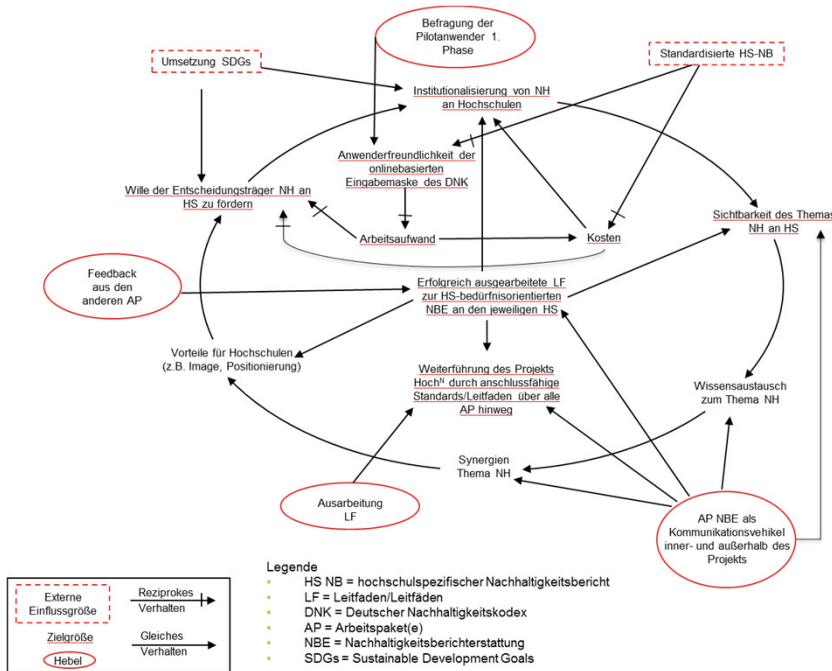 Befragung der
Pilotanwender 1.
Phase
Umsetzung SDGs
Standardisierte HS-NB
Institutionalisierung von NH
an Hochschulen
Anwenderfreundlichkeit der
onlinebasierten
Eingabemaske des DNK
Wille der Entscheidungsträger NH an
HS zu fördern
Sichtbarkeit des Themas
NH an HS
Arbeitsaufwand
Kosten
Feedback
aus den
anderen AP
Erfolgreich ausgearbeitete LF
zur HS-bedürfnisorientierten
NBE an den jeweiligen HS
Vorteile für Hochschulen
(z.B. Image, Positionierung)
Weiterführung des Projekts
Hochᴺ durch anschlussfähige
Standards/Leitfaden über alle
AP hinweg
Wissensaustausch
zum Thema NH
Synergien
Thema NH
Ausarbeitung
LF
AP NBE als
Kommunikationsvehikel
inner- und außerhalb des
Projekts
Externe
Einflussgröße
Reziprokes
Verhalten
Zielgröße
Gleiches
Verhalten
Hebel
Legende
HS NB = hochschulspezifischer Nachhaltigkeitsbericht
LF = Leitfaden/Leitfäden
DNK = Deutscher Nachhaltigkeitskodex
AP = Arbeitspaket(e)
NBE = Nachhaltigkeitsberichterstattung
SDGs = Sustainable Development Goals